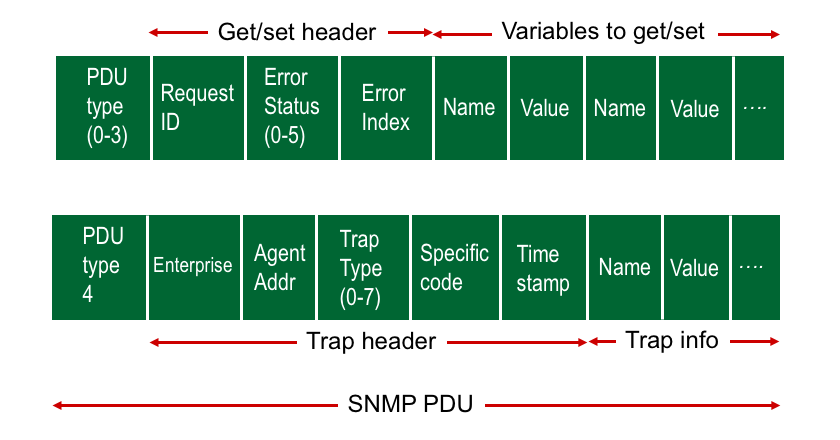 Get/set header
Variables to get/set
PDU
type
(0-3)
Request
ID
Error
Status
(0-5)
Error
Index
Name
Value
Name
Value
....
PDU
type
4
Enterprise
Agent
Addr
Trap
Type
(0-7)
Specific
code
Time
stamp
Name
Value
....
Trap header
Trap info
SNMP PDU